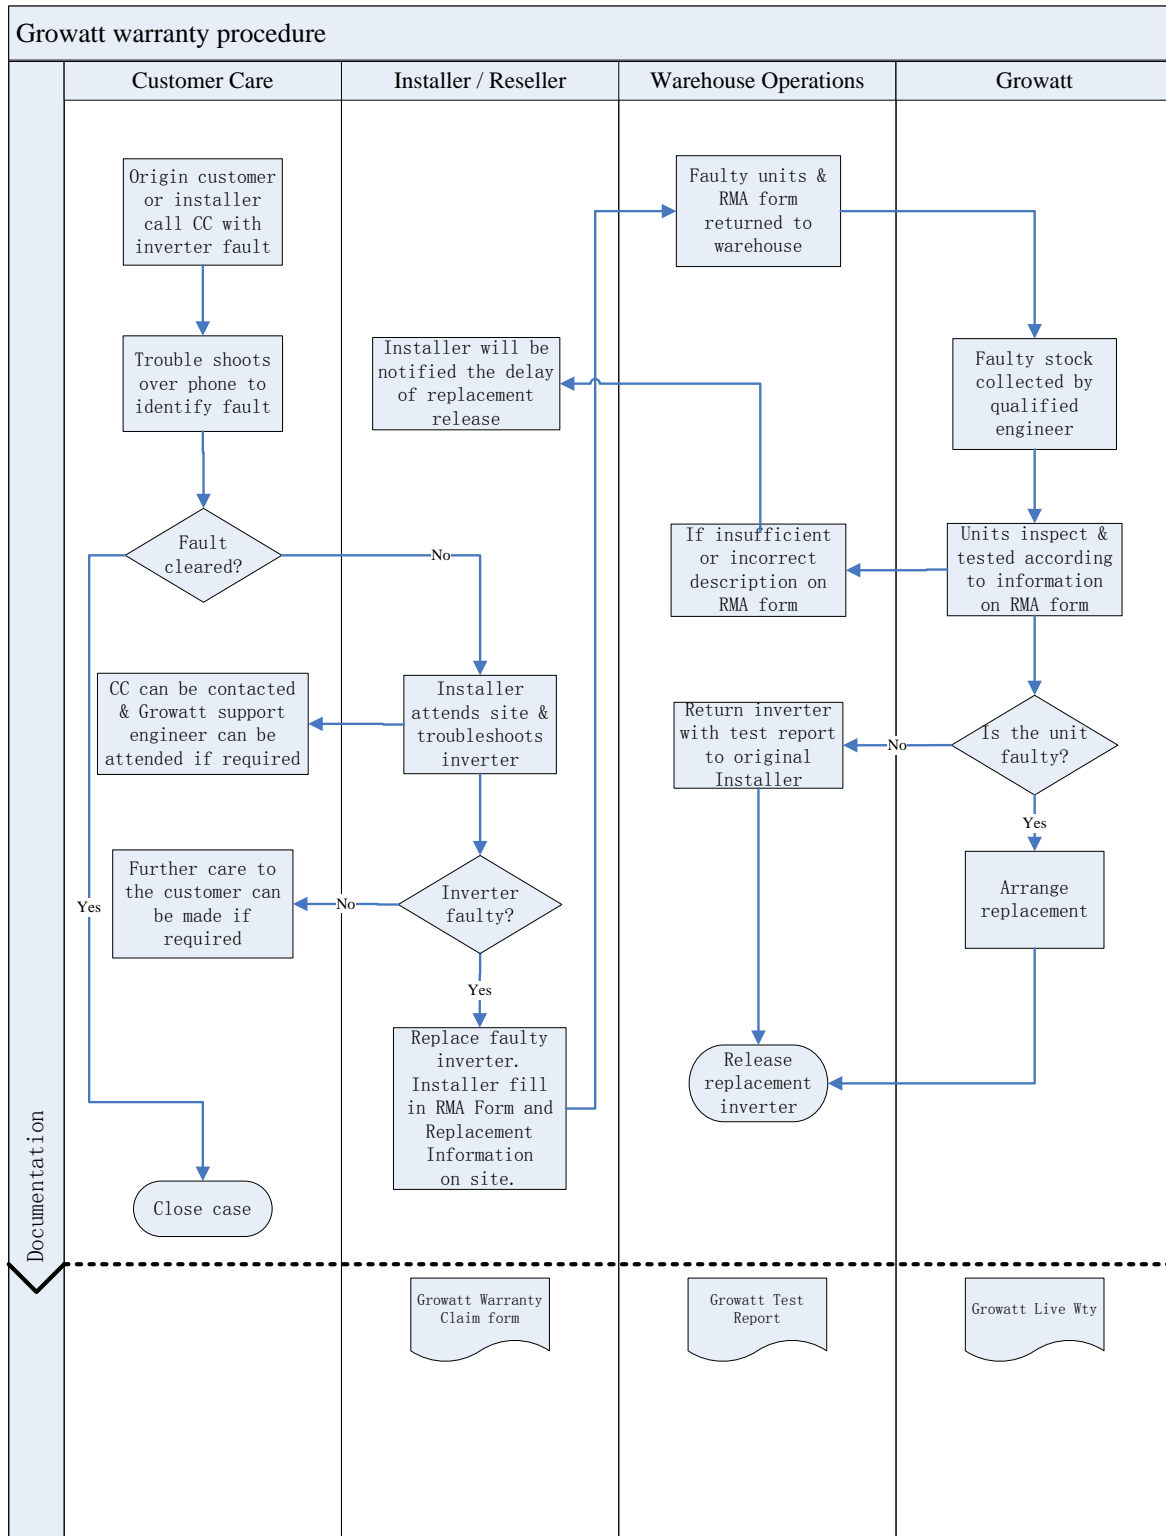 Growatt warranty procedure
Customer Care
Installer / Reseller
Warehouse Operations
Growatt
Origin customer
or installer
call CC with
inverter fault
Trouble shoots
over phone to
identify fault
Fault
cleared?
No
Yes
CC can be contacted
& Growatt support
engineer can be
attended if required
Further care to
the customer can
be made if
required
Close case
Installer will be
notified the delay
of replacement
release
Installer
attends site &
troubleshoots
inverter
Inverter
faulty?
No
Yes
Replace faulty
inverter.
Installer fill
in RMA Form and
Replacement
Information
on site.
Faulty units &
RMA form
returned to
warehouse
If insufficient
or incorrect
description on
RMA form
Return inverter
with test report
to original
Installer
Release
replacement
inverter
Faulty stock
collected by
qualified
engineer
Units inspect &
tested according
to information
on RMA form
Is the unit
faulty?
No
Yes
Arrange
replacement
Documentation
Growatt Warranty
Claim form
Growatt Test
Report
Growatt Live Wty